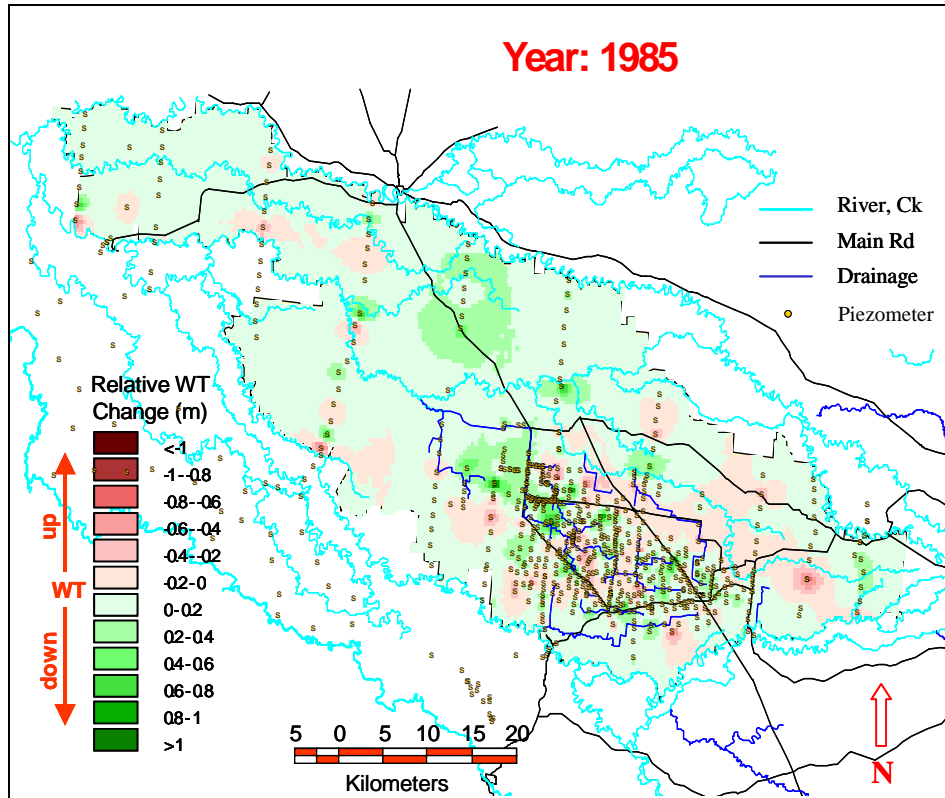 Year: 1985
River, Ck
Main Rd
Drainage
Piezometer
Relative WT
Change (m)
<-1
-1--0.8
-0.8--0.6
-0.6--0.4
-0.4--0.2
-0.2-0
0-0.2
0.2-0.4
0.4-0.6
0.6-0.8
0.8-1
>1
up
WT
down
5 0 5 10 15 20
Kilometers
N